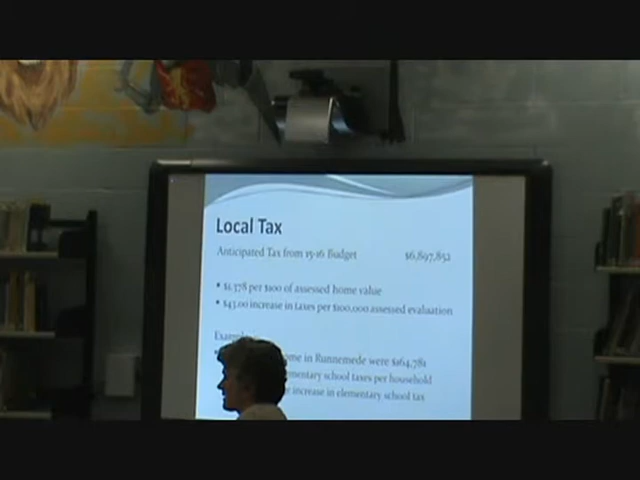 Local Tax
Anticipated Tax from 15-16 Budget $6,897,852
• $1.378 per $100 of assessed home value
• $43.00 increase in taxes per $100,000 assessed evaluation
Example
ome in Runnemede were $164,781
ementary school taxes per household
increase in elementary school tax